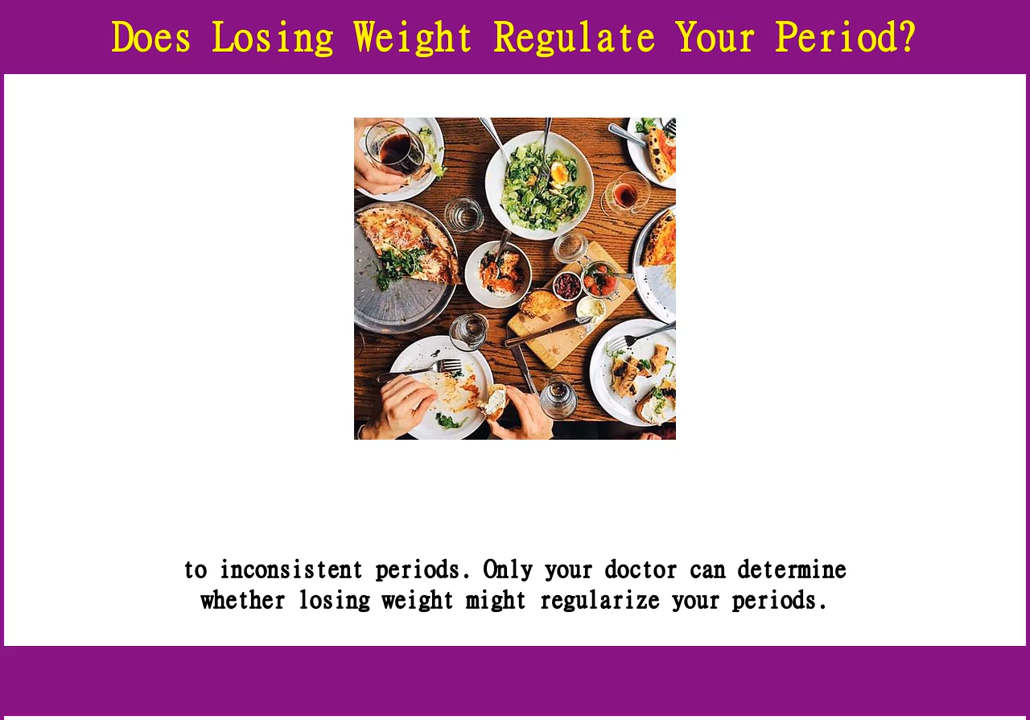 Does Losing Weight Regulate Your Period?
to inconsistent periods. Only your doctor can determine
whether losing weight might regularize your periods.